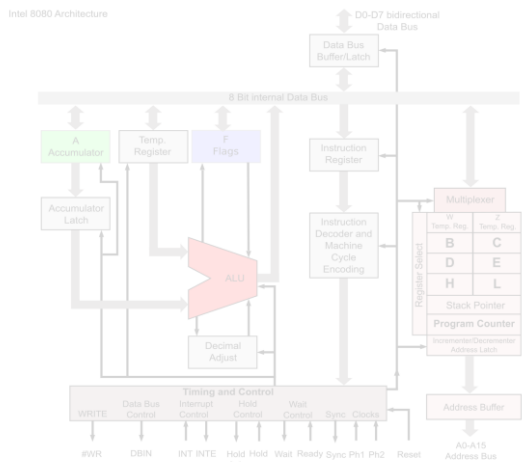 Intel 8080 Architecture
D0-D7 bidirectional
Data Bus
Data Bus
Buffer/Latch
8 Bit Internal Data Bus
A
Accumulator
Temp.
Register
F
Flags
Instruction
Register
Multiplexer
Accumulator
Latch
Instruction
Decoder and
Machine
Cycle
Encoding
Register Select
W
Temp. Reg.
Z
Temp. Reg.
B
C
D
E
H
L
ALU
Stack Pointer
Program Counter
Incrementer/Decrementer
Address Latch
Decimal
Adjust
Timing and Control
WRITE
Data Bus
Control
Interrupt
Control
Hold
Control
Wait
Control
Sync
Clocks
Address Buffer
#WR
DBIN
INT
INTE
Hold
Hold
Wait
Ready
Sync
Ph1
Ph2
Reset
A0-A15
Address Bus